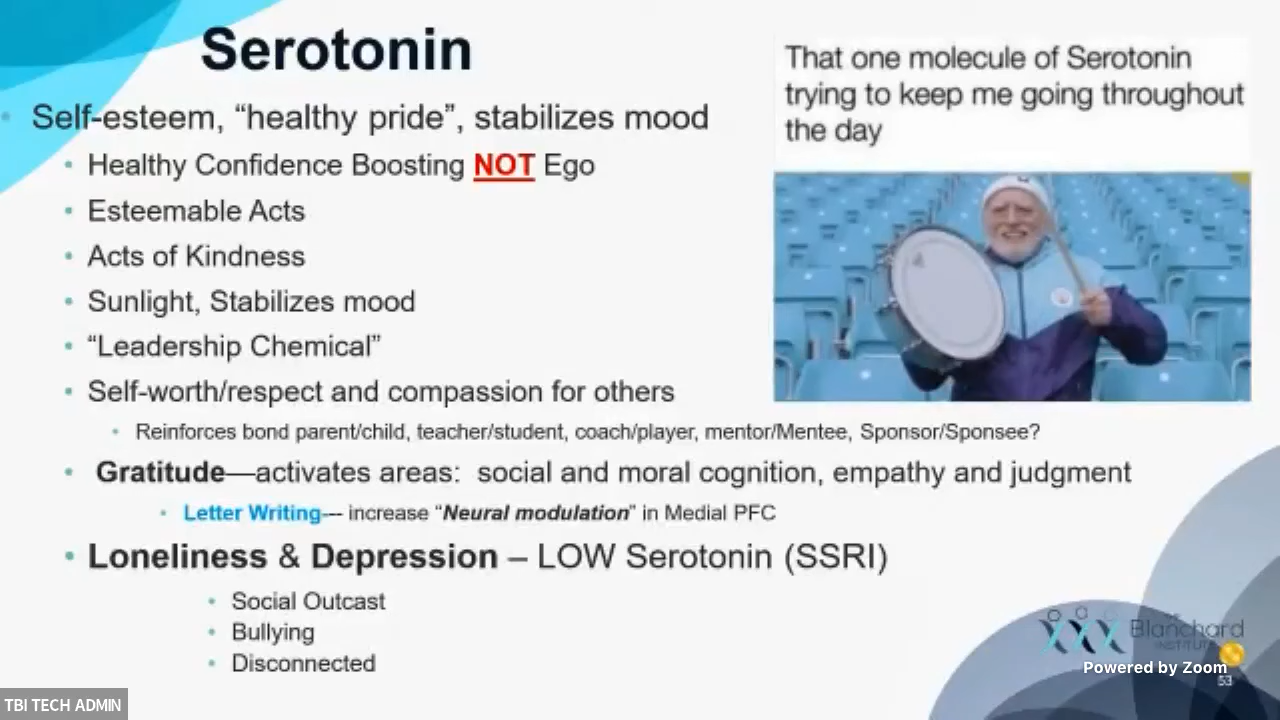 Serotonin
Self-esteem, “healthy pride”, stabilizes mood
Healthy Confidence Boosting NOT Ego
Esteemable Acts
Acts of Kindness
Sunlight, Stabilizes mood
“Leadership Chemical”
Self-worth/respect and compassion for others
Reinforces bond parent/child, teacher/student, coach/player, mentor/Mentee, Sponsor/Sponsee?
Gratitude—activates areas: social and moral cognition, empathy and judgment
Letter Writing--- increase “Neural modulation” in Medial PFC
Loneliness & Depression – LOW Serotonin (SSRI)
Social Outcast
Bullying
Disconnected
That one molecule of Serotonin
trying to keep me going throughout
the day
Blanchard
INSTITUTE
Powered by Zoom
53
TBI TECH ADMIN